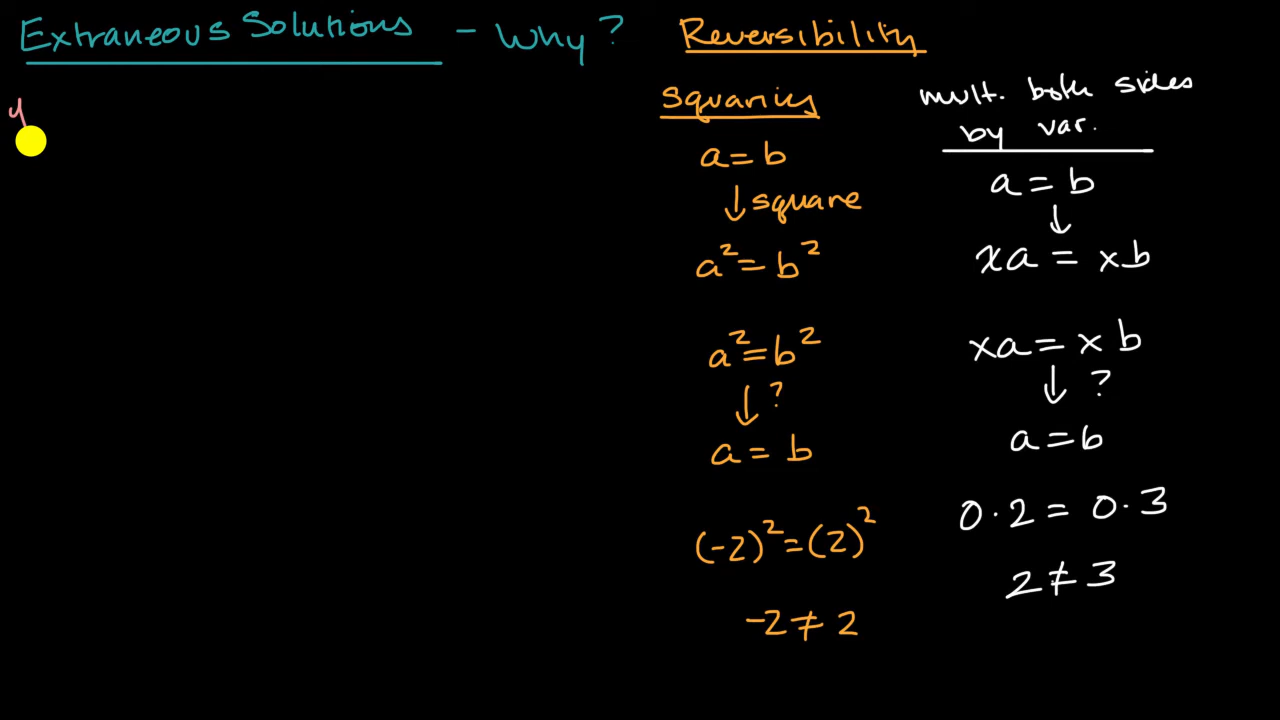 Extraneous Solutions - Why?
Reversibility
Squaring
a = b
↓ square
a² = b²
a² = b²
↓ ?
a = b
(-2)² = (2)²
-2 ≠ 2
mult. both sides
by var.
a = b
↓
xa = xb
xa = xb
↓ ?
a = b
0·2 = 0·3
2 ≠ 3